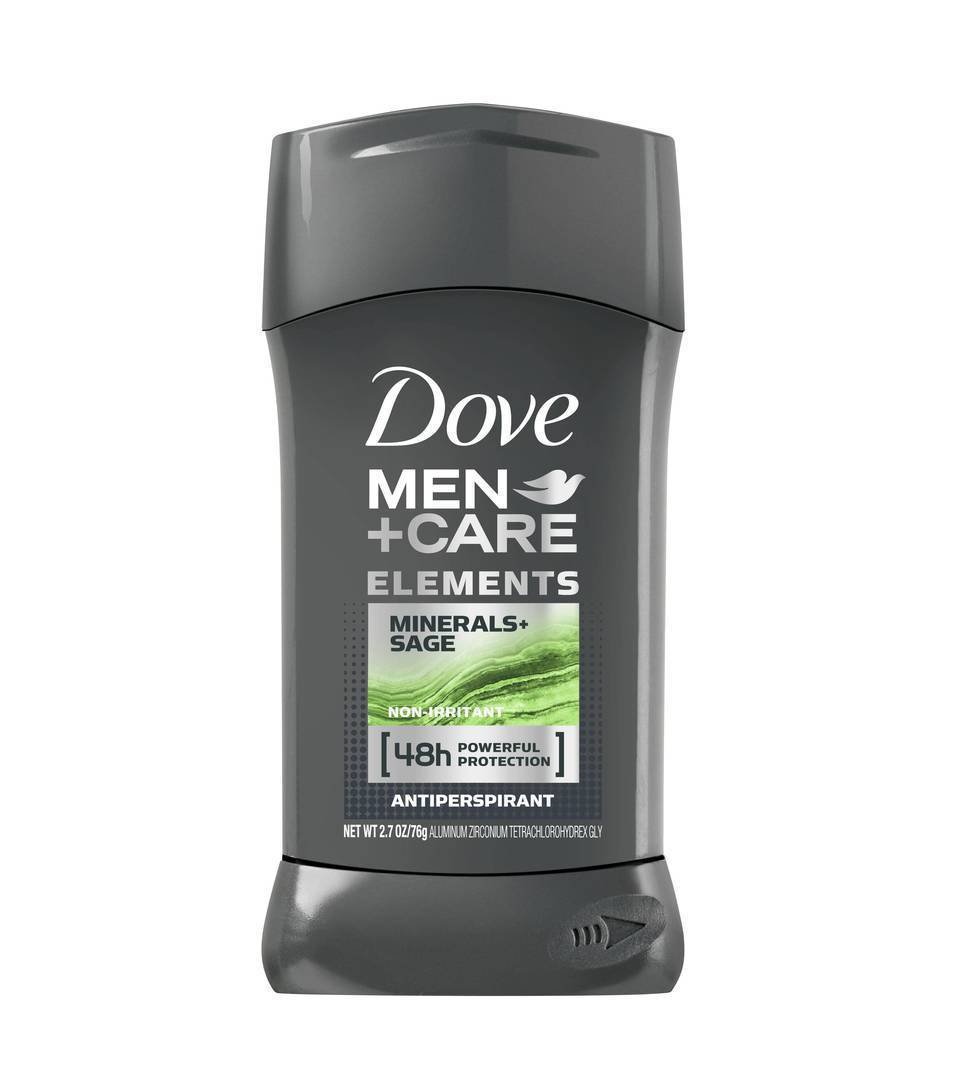 Dove
MEN
+CARE
ELEMENTS
MINERALS+
SAGE
NON-IRRITANT
[48h POWERFUL
PROTECTION]
ANTIPERSPIRANT
NET WT 2.7 OZ/76g ALUMINUM ZIRCONIUM TETRACHLOROHYDREX GLY